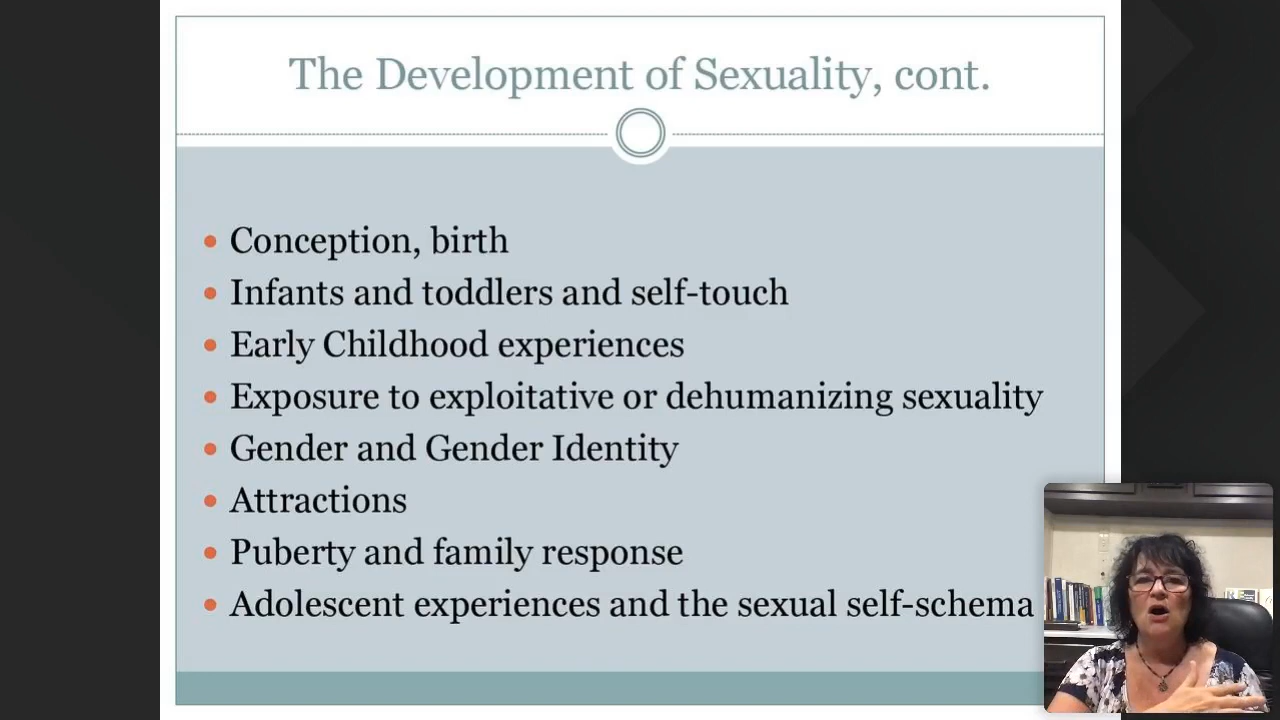 The Development of Sexuality, cont.
Conception, birth
Infants and toddlers and self-touch
Early Childhood experiences
Exposure to exploitative or dehumanizing sexuality
Gender and Gender Identity
Attractions
Puberty and family response
Adolescent experiences and the sexual self-schema